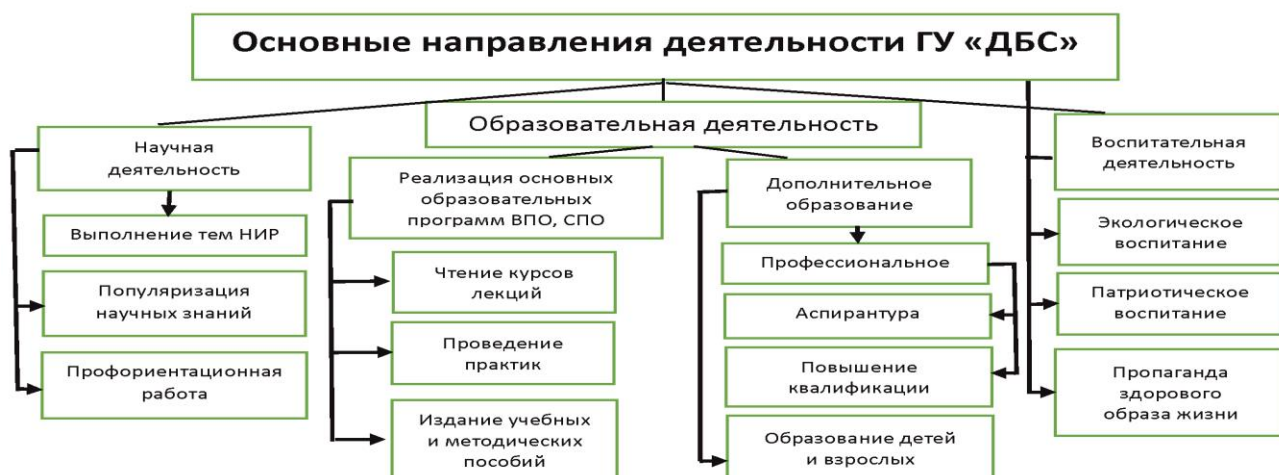 Основные направления деятельности ГУ «ДБС»
Образовательная деятельность
Научная
деятельность
Выполнение тем НИР
Популяризация
научных знаний
Профориентационная
работа
Реализация основных
образовательных
программ ВПО, СПО
Чтение курсов
лекций
Проведение
практик
Издание учебных
и методических
пособий
Дополнительное
образование
Профессиональное
Аспирантура
Повышение
квалификации
Образование детей
и взрослых
Воспитательная
деятельность
Экологическое
воспитание
Патриотическое
воспитание
Пропаганда
здорового
образа жизни